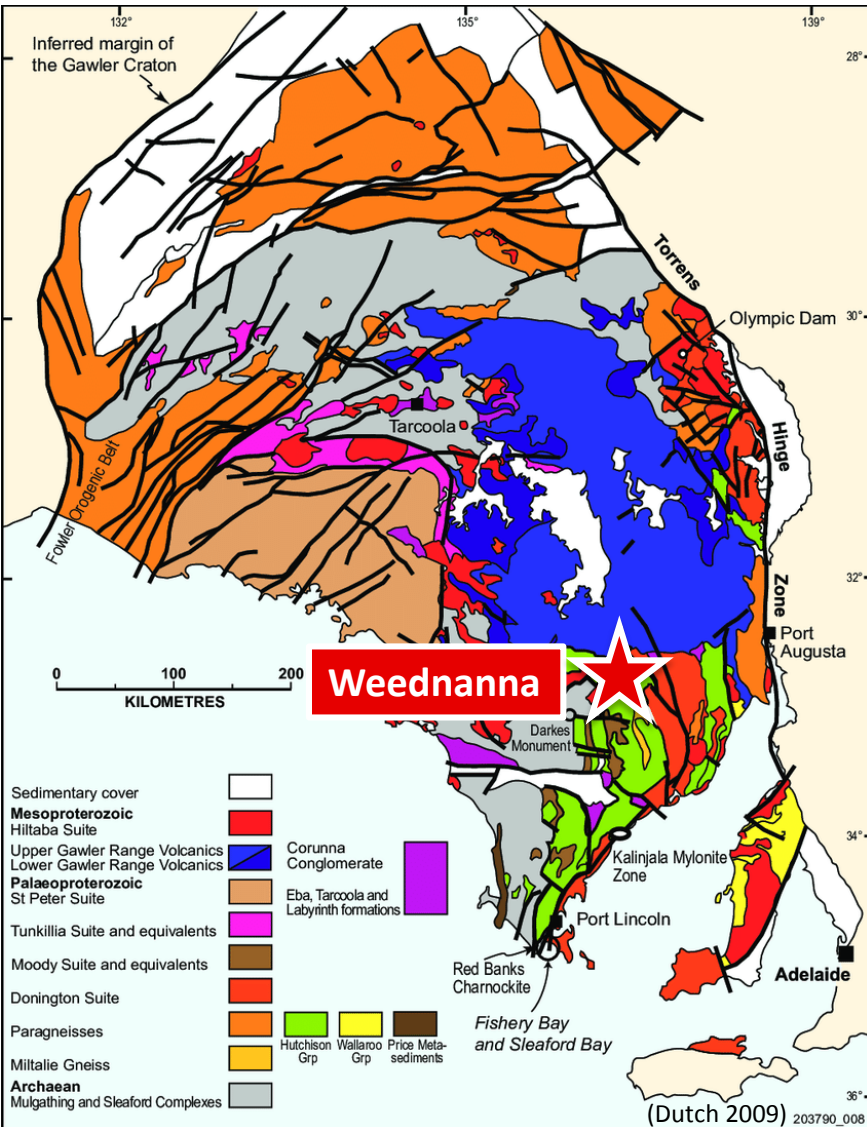 132°
135°
139°
Inferred margin of
the Gawler Craton
28°
Torrens
30°
Olympic Dam
Tarcoola
Hinge
Fowler Orogenic Belt
32°
Zone
Port
Augusta
0 100 200
KILOMETRES
Weednanna
Darkes
Monument
34°
Kalinjala Mylonite
Zone
Port Lincoln
Adelaide
Red Banks
Charnockite
Fishery Bay
and Sleaford Bay
Sedimentary cover
Mesoproterozoic
Hiltaba Suite
Upper Gawler Range Volcanics
Lower Gawler Range Volcanics
Corunna
Conglomerate
Palaeoproterozoic
St Peter Suite
Eba, Tarcoola and
Labyrinth formations
Tunkillia Suite and equivalents
Moody Suite and equivalents
Donington Suite
Paragneisses
Hutchison
Grp
Wallaroo
Grp
Price Meta-
sediments
Miltalie Gneiss
Archaean
Mulgathing and Sleaford Complexes
36°
(Dutch 2009)
203790_008